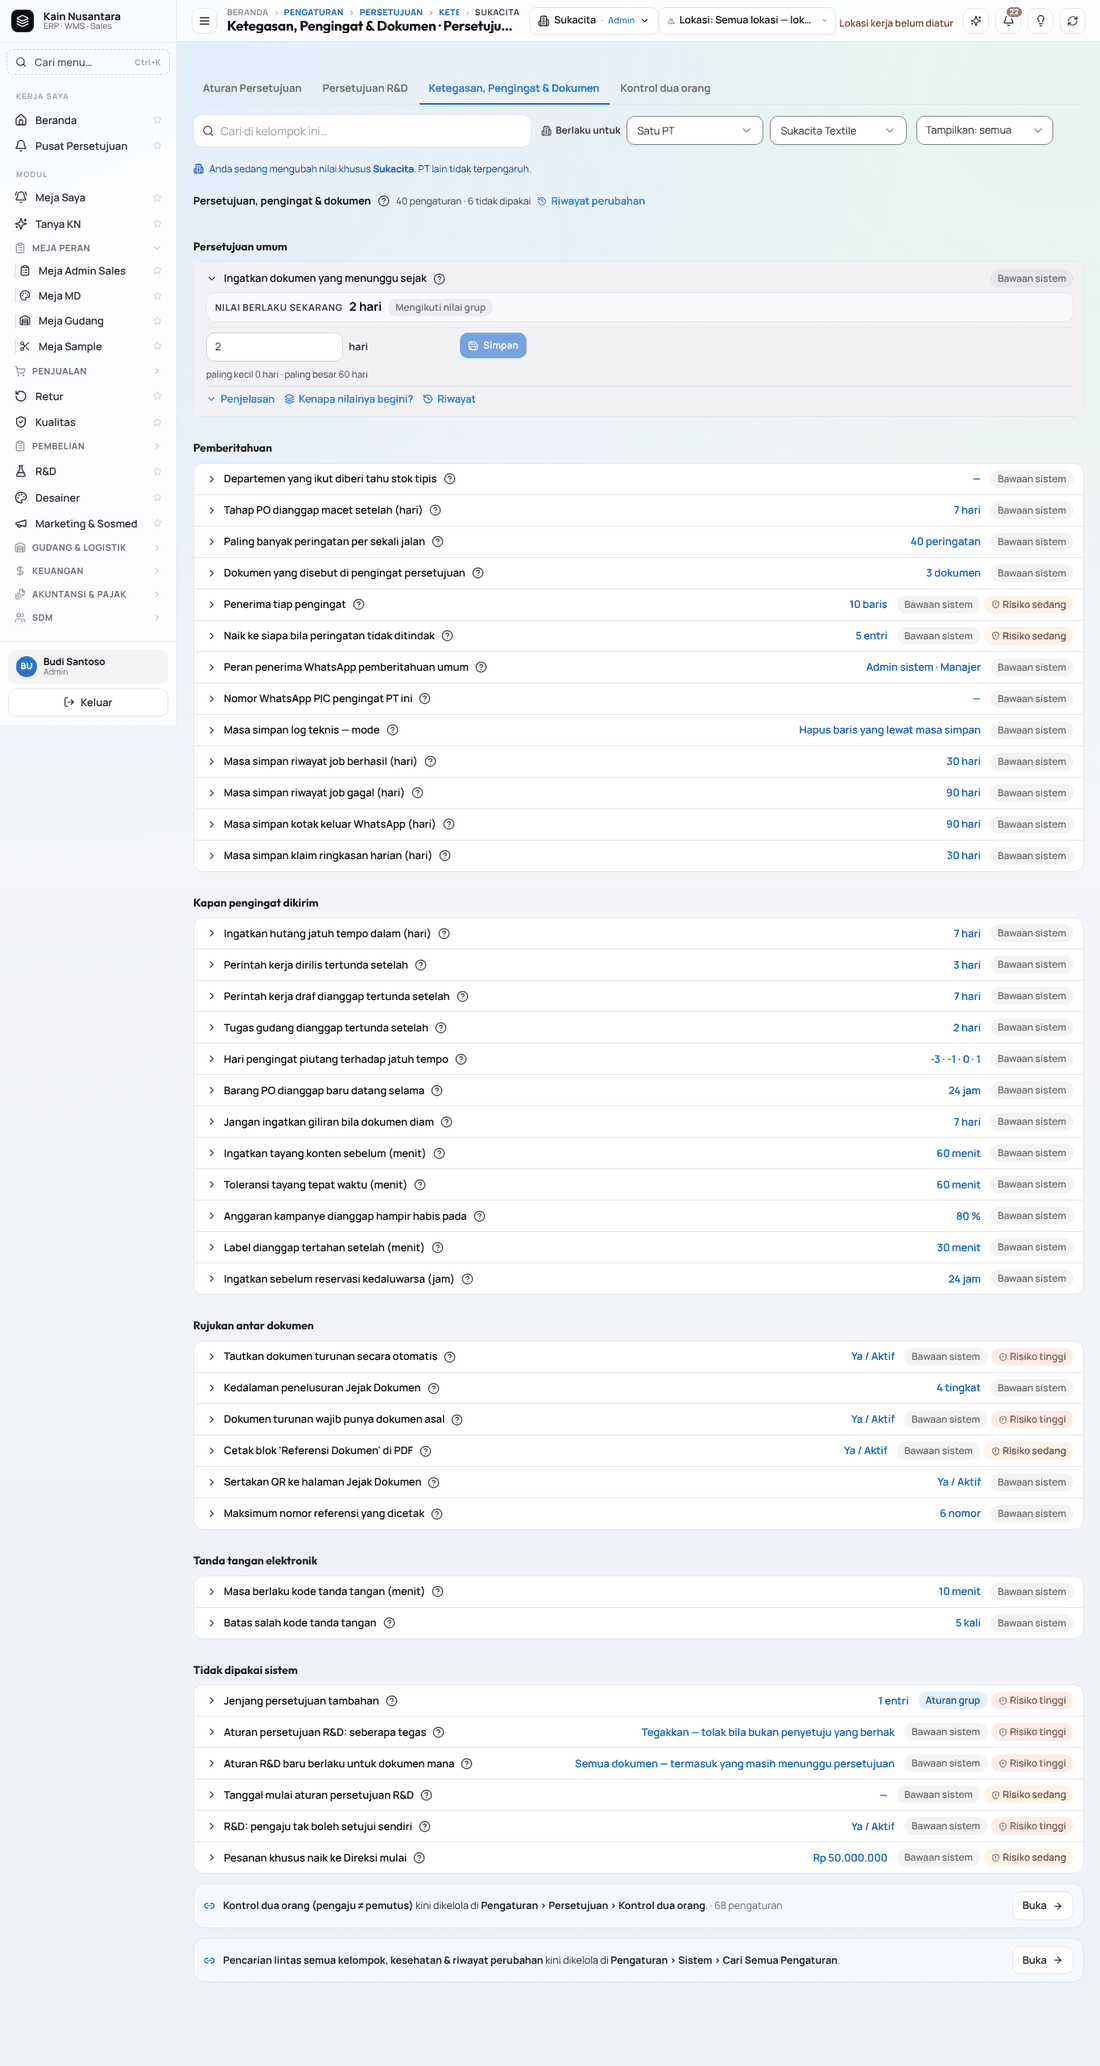 Kain Nusantara
ERP · WMS · Sales
BERANDA › PENGATURAN › PERSETUJUAN › KETE › SUKACITA
Ketegasan, Pengingat & Dokumen · Persetuju...
Sukacita · Admin
Lokasi: Semua lokasi — lok...
Lokasi kerja belum diatur
22
Cari menu... Ctrl+K
KERJA SAYA
Beranda
Pusat Persetujuan
MODUL
Meja Saya
Tanya KN
MEJA PERAN
Meja Admin Sales
Meja MD
Meja Gudang
Meja Sample
PENJUALAN
Retur
Kualitas
PEMBELIAN
R&D
Desainer
Marketing & Sosmed
GUDANG & LOGISTIK
KEUANGAN
AKUNTANSI & PAJAK
SDM
BU
Budi Santoso
Admin
Keluar
Aturan Persetujuan Persetujuan R&D Ketegasan, Pengingat & Dokumen Kontrol dua orang
Cari di kelompok ini... Berlaku untuk Satu PT Sukacita Textile Tampilkan: semua
Anda sedang mengubah nilai khusus Sukacita. PT lain tidak terpengaruh.
Persetujuan, pengingat & dokumen 40 pengaturan · 6 tidak dipakai Riwayat perubahan
Persetujuan umum
Ingatkan dokumen yang menunggu sejak Bawaan sistem
NILAI BERLAKU SEKARANG 2 hari Mengikuti nilai grup
2 hari Simpan
paling kecil 0 hari · paling besar 60 hari
Penjelasan Kenapa nilainya begini? Riwayat
Pemberitahuan
Departemen yang ikut diberi tahu stok tipis — Bawaan sistem
Tahap PO dianggap macet setelah (hari) 7 hari Bawaan sistem
Paling banyak peringatan per sekali jalan 40 peringatan Bawaan sistem
Dokumen yang disebut di pengingat persetujuan 3 dokumen Bawaan sistem
Penerima tiap pengingat 10 baris Bawaan sistem Risiko sedang
Naik ke siapa bila peringatan tidak ditindak 5 entri Bawaan sistem Risiko sedang
Peran penerima WhatsApp pemberitahuan umum Admin sistem · Manajer Bawaan sistem
Nomor WhatsApp PIC pengingat PT ini — Bawaan sistem
Masa simpan log teknis — mode Hapus baris yang lewat masa simpan Bawaan sistem
Masa simpan riwayat job berhasil (hari) 30 hari Bawaan sistem
Masa simpan riwayat job gagal (hari) 90 hari Bawaan sistem
Masa simpan kotak keluar WhatsApp (hari) 90 hari Bawaan sistem
Masa simpan klaim ringkasan harian (hari) 30 hari Bawaan sistem
Kapan pengingat dikirim
Ingatkan hutang jatuh tempo dalam (hari) 7 hari Bawaan sistem
Perintah kerja dirilis tertunda setelah 3 hari Bawaan sistem
Perintah kerja draf dianggap tertunda setelah 7 hari Bawaan sistem
Tugas gudang dianggap tertunda setelah 2 hari Bawaan sistem
Hari pengingat piutang terhadap jatuh tempo -3 · -1 · 0 · 1 Bawaan sistem
Barang PO dianggap baru datang selama 24 jam Bawaan sistem
Jangan ingatkan giliran bila dokumen diam 7 hari Bawaan sistem
Ingatkan tayang konten sebelum (menit) 60 menit Bawaan sistem
Toleransi tayang tepat waktu (menit) 60 menit Bawaan sistem
Anggaran kampanye dianggap hampir habis pada 80 % Bawaan sistem
Label dianggap tertahan setelah (menit) 30 menit Bawaan sistem
Ingatkan sebelum reservasi kedaluwarsa (jam) 24 jam Bawaan sistem
Rujukan antar dokumen
Tautkan dokumen turunan secara otomatis Ya / Aktif Bawaan sistem Risiko tinggi
Kedalaman penelusuran Jejak Dokumen 4 tingkat Bawaan sistem
Dokumen turunan wajib punya dokumen asal Ya / Aktif Bawaan sistem Risiko tinggi
Cetak blok 'Referensi Dokumen' di PDF Ya / Aktif Bawaan sistem Risiko sedang
Sertakan QR ke halaman Jejak Dokumen Ya / Aktif Bawaan sistem
Maksimum nomor referensi yang dicetak 6 nomor Bawaan sistem
Tanda tangan elektronik
Masa berlaku kode tanda tangan (menit) 10 menit Bawaan sistem
Batas salah kode tanda tangan 5 kali Bawaan sistem
Tidak dipakai sistem
Jenjang persetujuan tambahan 1 entri Aturan grup Risiko tinggi
Aturan persetujuan R&D: seberapa tegas Tegakkan — tolak bila bukan penyetuju yang berhak Bawaan sistem Risiko tinggi
Aturan R&D baru berlaku untuk dokumen mana Semua dokumen — termasuk yang masih menunggu persetujuan Bawaan sistem Risiko tinggi
Tanggal mulai aturan persetujuan R&D — Bawaan sistem Risiko sedang
R&D: pengaju tak boleh setujui sendiri Ya / Aktif Bawaan sistem Risiko tinggi
Pesanan khusus naik ke Direksi mulai Rp 50.000.000 Bawaan sistem Risiko sedang
Kontrol dua orang (pengaju ≠ pemutus) kini dikelola di Pengaturan › Persetujuan › Kontrol dua orang. · 68 pengaturan Buka →
Pencarian lintas semua kelompok, kesehatan & riwayat perubahan kini dikelola di Pengaturan › Sistem › Cari Semua Pengaturan. Buka →